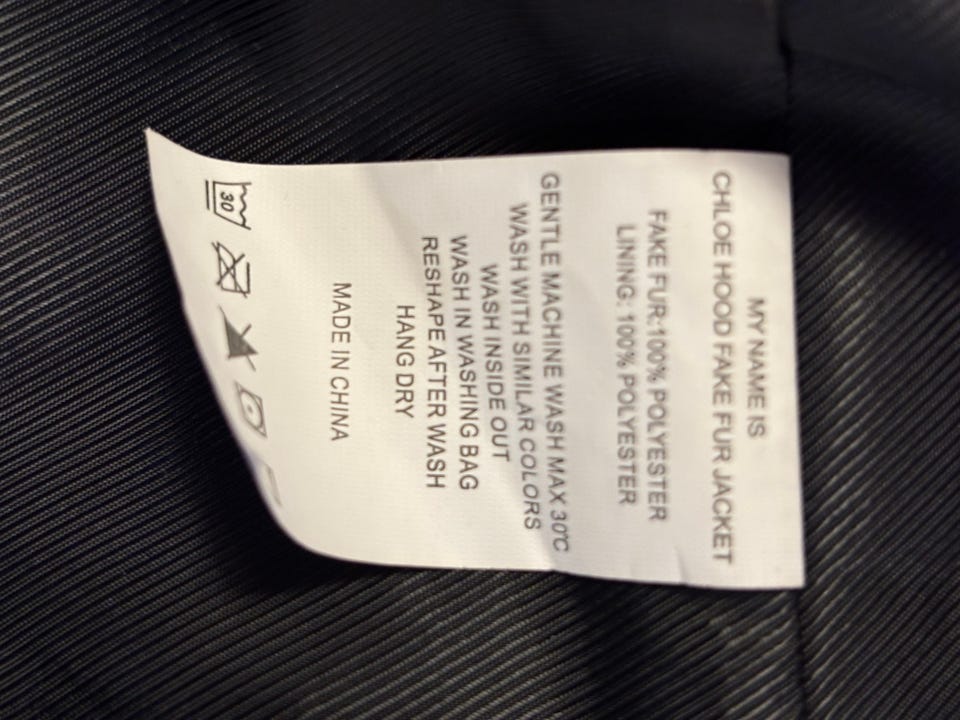 MY NAME IS
CHLOE HOOD FAKE FUR JACKET
FAKE FUR:100% POLYESTER
LINING: 100% POLYESTER
GENTLE MACHINE WASH MAX 30°C
WASH WITH SIMILAR COLORS
WASH INSIDE OUT
WASH IN WASHING BAG
RESHAPE AFTER WASH
HANG DRY
MADE IN CHINA
30